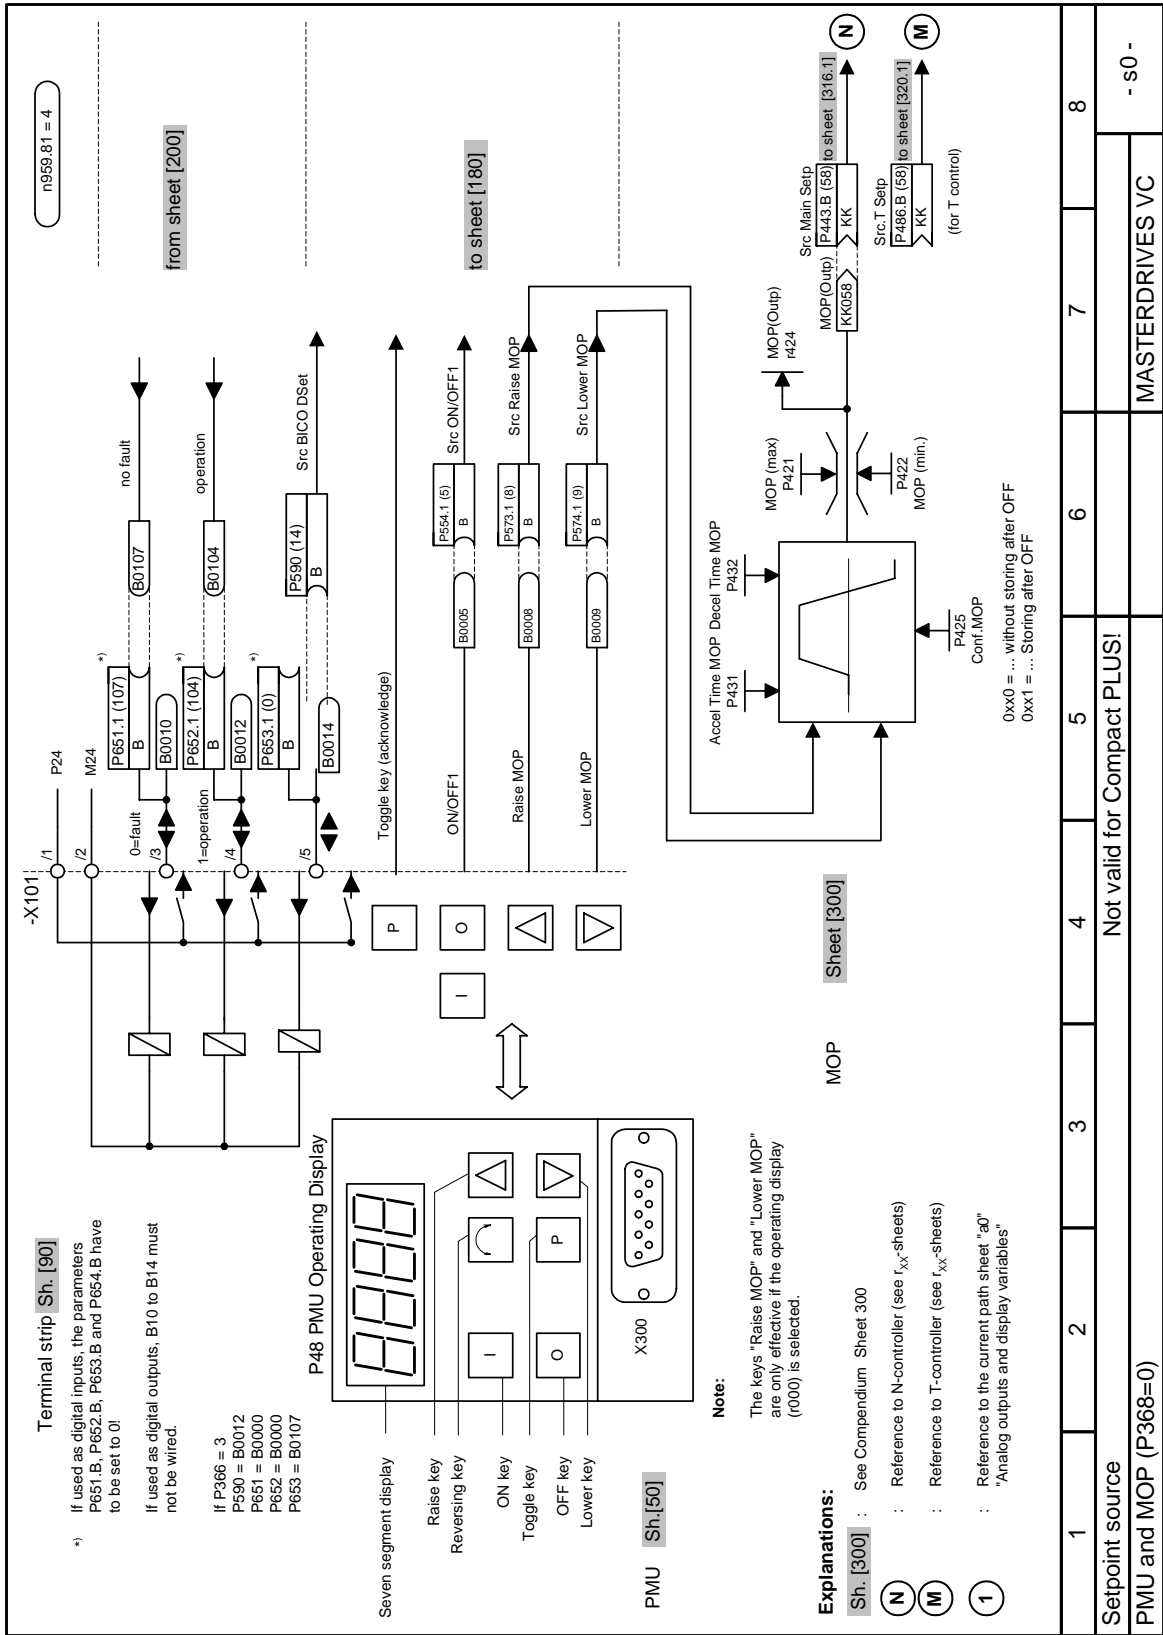 n959.81 = 4
Terminal strip Sh. [90]
*) If used as digital inputs, the parameters
P651.B, P652.B, P653.B and P654.B have
to be set to 0!
If used as digital outputs, B10 to B14 must
not be wired.
If P366 = 3
P590 = B0012
P651 = B0000
P652 = B0000
P653 = B0107
-X101
/1
P24
/2
M24
0=fault
/3
P651.1 (107)
*)
B
B0010
B0107
no fault
from sheet [200]
1=operation
/4
P652.1 (104)
*)
B
B0012
B0104
operation
/5
P653.1 (0)
*)
B
B0014
P590 (14)
B
Src BICO DSet
P48 PMU Operating Display
Seven segment display
Raise key
Reversing key
ON key
Toggle key
OFF key
Lower key
I
O
P
X300
PMU Sh.[50]
P
I
O
Toggle key (acknowledge)
ON/OFF1
B0005
P554.1 (5)
B
Src ON/OFF1
to sheet [180]
Raise MOP
B0008
P573.1 (8)
B
Src Raise MOP
Lower MOP
B0009
P574.1 (9)
B
Src Lower MOP
Note:
The keys "Raise MOP" and "Lower MOP"
are only effective if the operating display
(r000) is selected.
MOP
Sheet [300]
Accel Time MOP
P431
Decel Time MOP
P432
P425
Conf.MOP
0xx0 = ... without storing after OFF
0xx1 = ... Storing after OFF
MOP (max)
P421
P422
MOP (min.)
MOP(Outp)
r424
MOP(Outp)
KK058
Src Main Setp
P443.B (58)
KK
to sheet [316.1]
N
Src.T Setp
P486.B (58)
KK
to sheet [320.1]
M
(for T control)
Explanations:
Sh. [300] : See Compendium Sheet 300
N : Reference to N-controller (see rXX-sheets)
M : Reference to T-controller (see rXX-sheets)
1 : Reference to the current path sheet "a0"
"Analog outputs and display variables"
1 2 3 4 5 6 7 8
Setpoint source
Not valid for Compact PLUS!
- s0 -
PMU and MOP (P368=0)
MASTERDRIVES VC